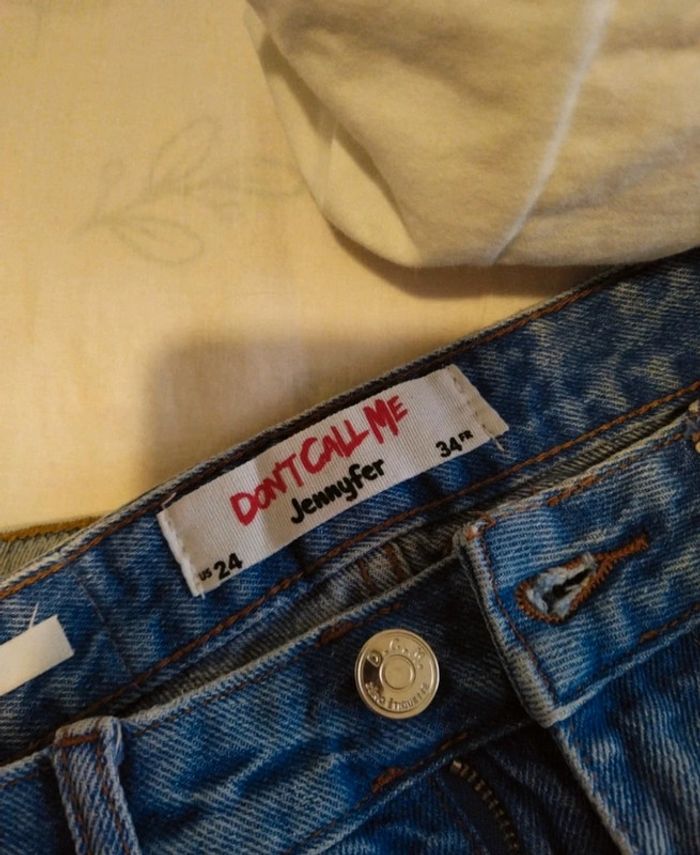 DON'T CALL ME
Jennyfer
US 24
34 FR
D.C.M.